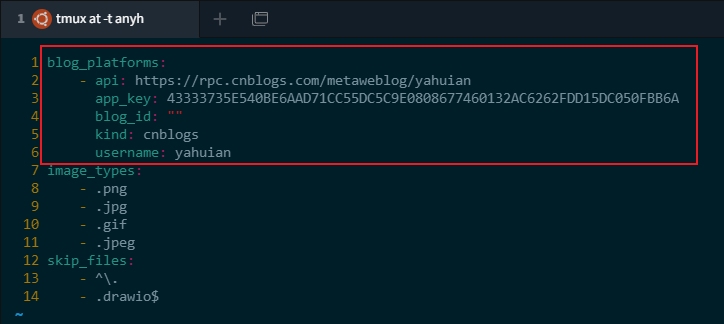 1 tmux at -t anyh
1 blog_platforms:
2 - api: https://rpc.cnblogs.com/metaweblog/yahuian
3 app_key: 43333735E540BE6AAD71CC55DC5C9E0808677460132AC6262FDD15DC050FBB6A
4 blog_id: ""
5 kind: cnblogs
6 username: yahuian
7 image_types:
8 - .png
9 - .jpg
10 - .gif
11 - .jpeg
12 skip_files:
13 - ^\.
14 - .drawio$
~